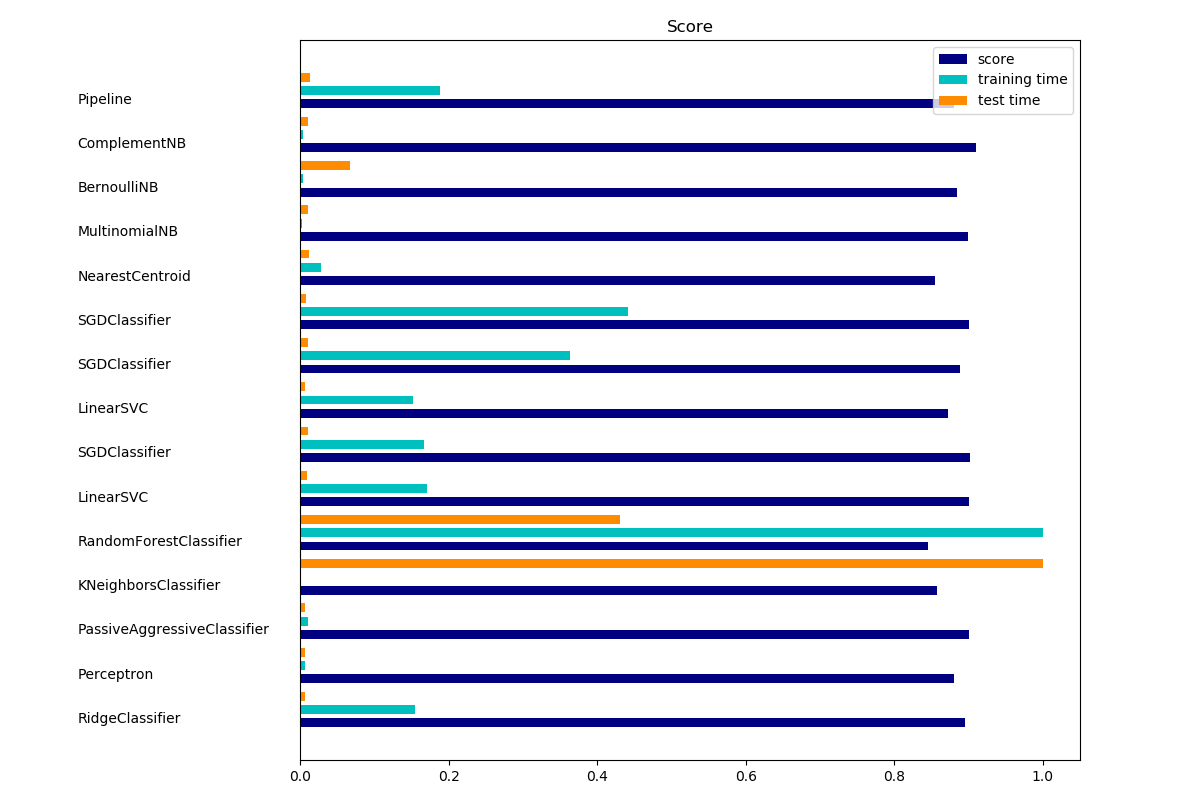 Score
score
training time
test time
Pipeline
ComplementNB
BernoulliNB
MultinomialNB
NearestCentroid
SGDClassifier
SGDClassifier
LinearSVC
SGDClassifier
LinearSVC
RandomForestClassifier
KNeighborsClassifier
PassiveAggressiveClassifier
Perceptron
RidgeClassifier
0.0 0.2 0.4 0.6 0.8 1.0